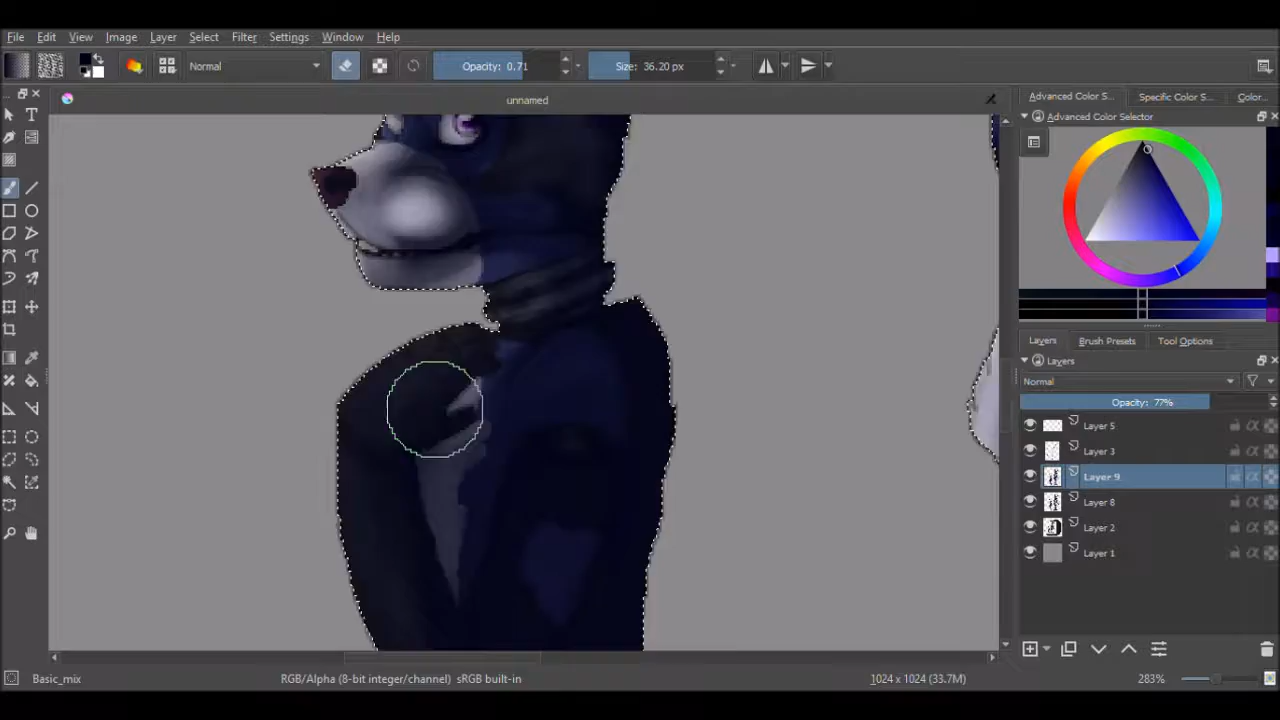 File Edit View Image Layer Select Filter Settings Window Help
Normal Opacity: 0.71 Size: 36.20 px
unnamed
Advanced Color S... Specific Color S... Color...
Advanced Color Selector
Layers Brush Presets Tool Options
Layers
Normal
Opacity: 77%
Layer 5
Layer 3
Layer 9
Layer 8
Layer 2
Layer 1
Basic_mix RGB/Alpha (8-bit integer/channel) sRGB built-in 1024 x 1024 (33.7M) 283%